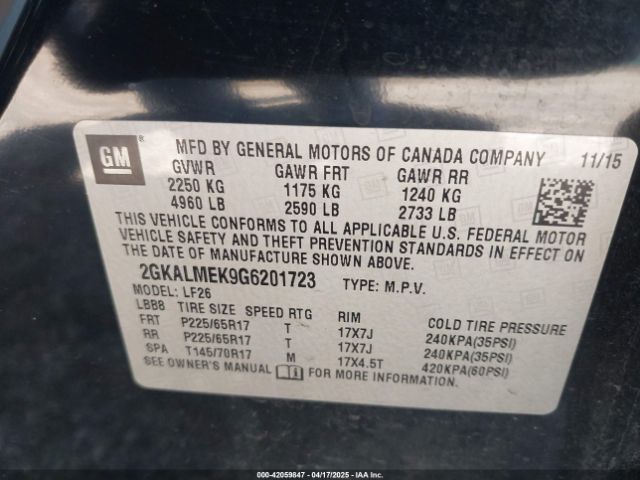 GM
MFD BY GENERAL MOTORS OF CANADA COMPANY 11/15
GVWR GAWR FRT GAWR RR
2250 KG 1175 KG 1240 KG
4960 LB 2590 LB 2733 LB
THIS VEHICLE CONFORMS TO ALL APPLICABLE U.S. FEDERAL MOTOR
VEHICLE SAFETY AND THEFT PREVENTION STANDARDS IN EFFECT ON
THE DATE OF MANUFACTURE SHOWN ABOVE.
2GKALMEK9G6201723 TYPE: M.P.V.
MODEL: LF26
LBB8 TIRE SIZE SPEED RTG RIM COLD TIRE PRESSURE
FRT P225/65R17 T 17X7J 240KPA(35PSI)
RR P225/65R17 T 17X7J 240KPA(35PSI)
SPA T145/70R17 M 17X4.5T 420KPA(60PSI)
SEE OWNER'S MANUAL FOR MORE INFORMATION.
000-42059847 - 04/17/2025 - IAAI.COM